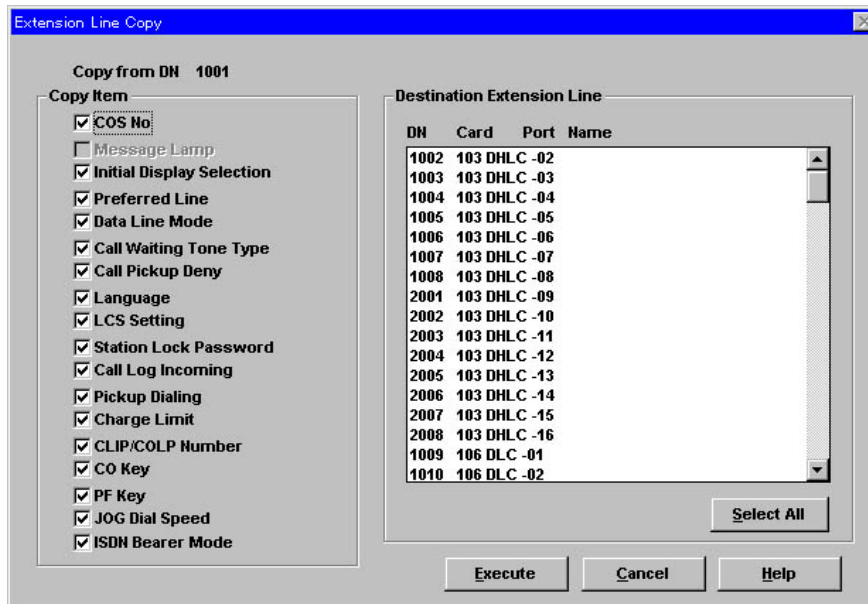 Extension Line Copy
Copy from DN 1001
Copy Item
COS No
Message Lamp
Initial Display Selection
Preferred Line
Data Line Mode
Call Waiting Tone Type
Call Pickup Deny
Language
LCS Setting
Station Lock Password
Call Log Incoming
Pickup Dialing
Charge Limit
CLIP/COLP Number
CO Key
PF Key
JOG Dial Speed
ISDN Bearer Mode
Destination Extension Line
DN Card Port Name
1002 103 DHLC -02
1003 103 DHLC -03
1004 103 DHLC -04
1005 103 DHLC -05
1006 103 DHLC -06
1007 103 DHLC -07
1008 103 DHLC -08
2001 103 DHLC -09
2002 103 DHLC -10
2003 103 DHLC -11
2004 103 DHLC -12
2005 103 DHLC -13
2006 103 DHLC -14
2007 103 DHLC -15
2008 103 DHLC -16
1009 106 DLC -01
1010 106 DLC -02
Select All
Execute Cancel Help